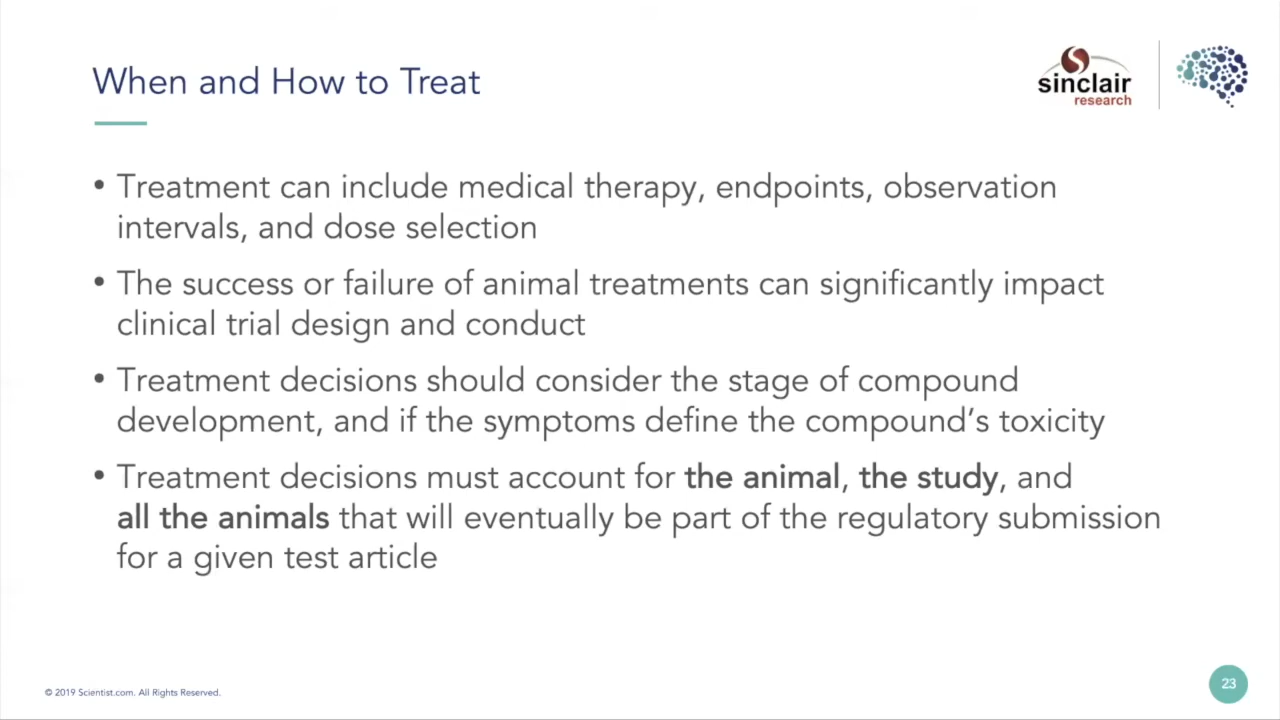 When and How to Treat
sinclair
research
• Treatment can include medical therapy, endpoints, observation
intervals, and dose selection
• The success or failure of animal treatments can significantly impact
clinical trial design and conduct
• Treatment decisions should consider the stage of compound
development, and if the symptoms define the compound’s toxicity
• Treatment decisions must account for the animal, the study, and
all the animals that will eventually be part of the regulatory submission
for a given test article
© 2019 Scientist.com. All Rights Reserved.
23